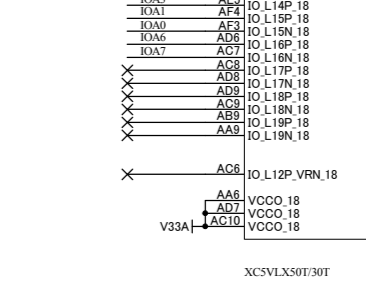 IO_L14P_18
IOA1 AF4 IO_L15P_18
IOA0 AF3 IO_L15N_18
IOA6 AD6 IO_L16P_18
IOA7 AC7 IO_L16N_18
AC8 IO_L17P_18
AD8 IO_L17N_18
AD9 IO_L18P_18
AC9 IO_L18N_18
AB9 IO_L19P_18
AA9 IO_L19N_18
AC6 IO_L12P_VRN_18
AA6 VCCO_18
AD7 VCCO_18
V33A AC10 VCCO_18
XC5VLX50T/30T